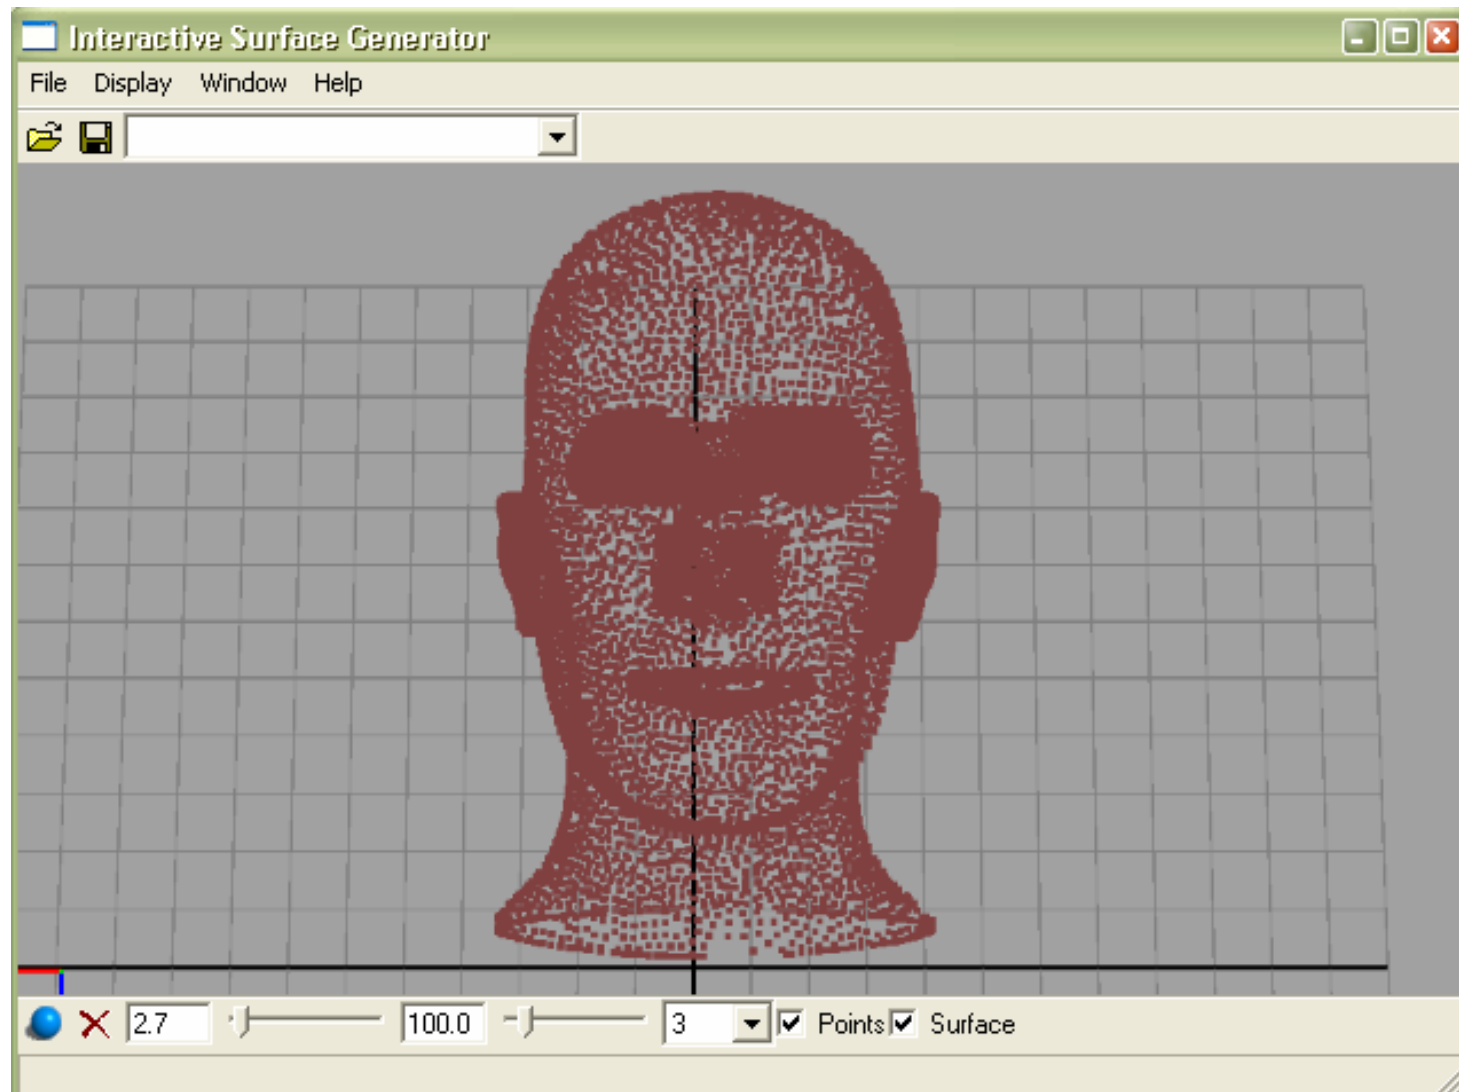 Interactive Surface Generator
File Display Window Help
2.7 100.0 3 Points Surface